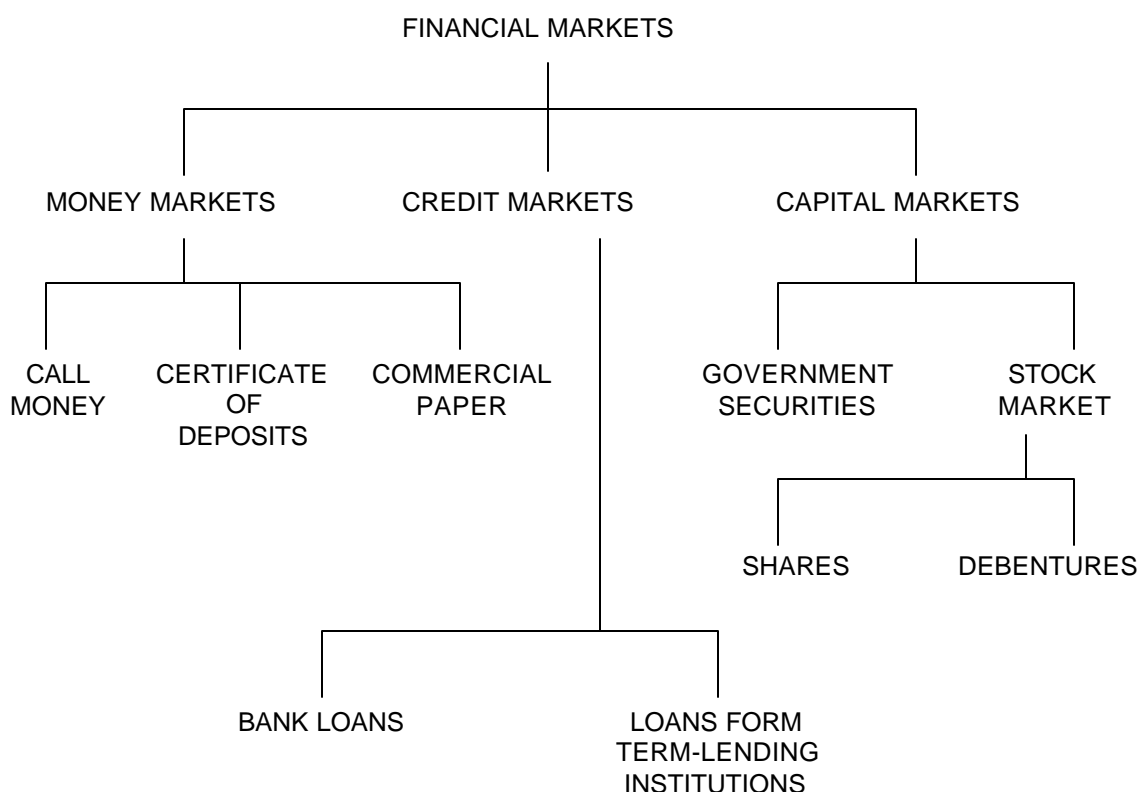 FINANCIAL MARKETS
MONEY MARKETS
CREDIT MARKETS
CAPITAL MARKETS
CALL
MONEY
CERTIFICATE
OF
DEPOSITS
COMMERCIAL
PAPER
GOVERNMENT
SECURITIES
STOCK
MARKET
SHARES
DEBENTURES
BANK LOANS
LOANS FORM
TERM-LENDING
INSTITUTIONS